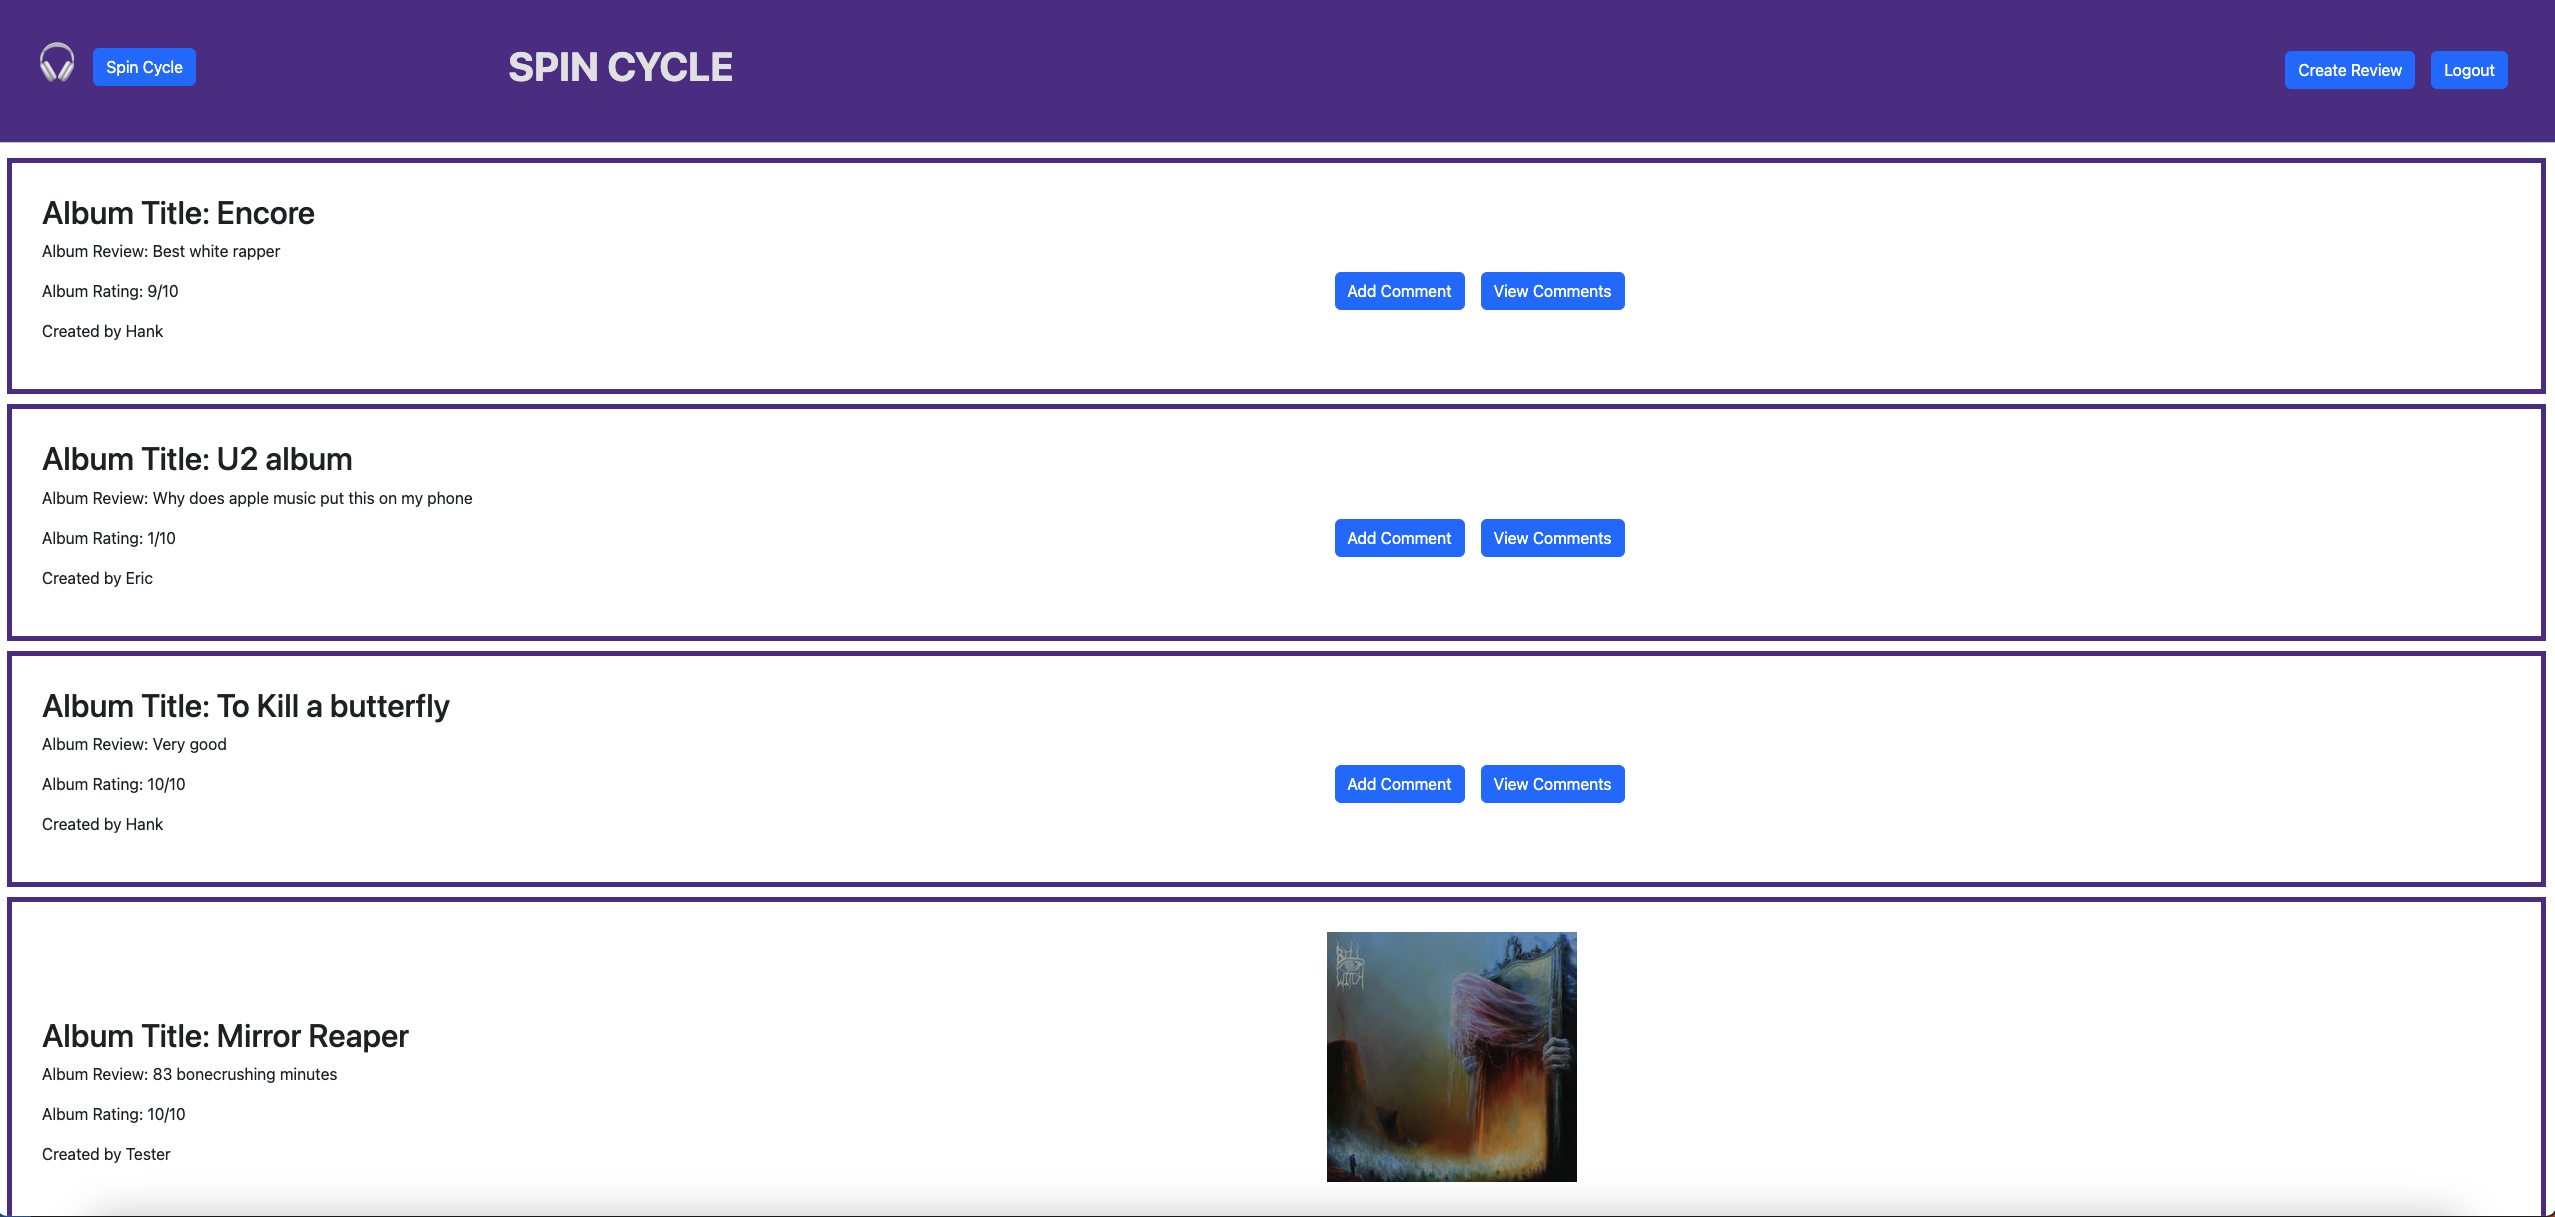 Spin Cycle
SPIN CYCLE
Create Review
Logout
Album Title: Encore
Album Review: Best white rapper
Album Rating: 9/10
Add Comment
View Comments
Created by Hank
Album Title: U2 album
Album Review: Why does apple music put this on my phone
Album Rating: 1/10
Add Comment
View Comments
Created by Eric
Album Title: To Kill a butterfly
Album Review: Very good
Album Rating: 10/10
Add Comment
View Comments
Created by Hank
BELL
WITCH
Album Title: Mirror Reaper
Album Review: 83 bonecrushing minutes
Album Rating: 10/10
Created by Tester